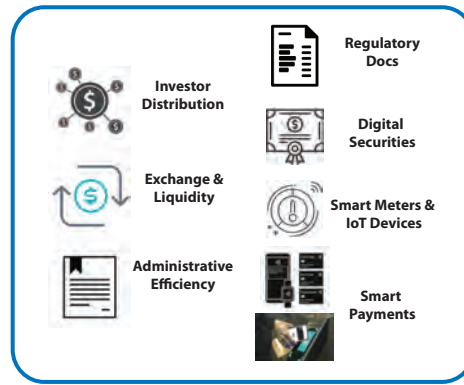 Investor
Distribution
Exchange &
Liquidity
Administrative
Efficiency
Regulatory
Docs
Digital
Securities
Smart Meters &
IoT Devices
Smart
Payments